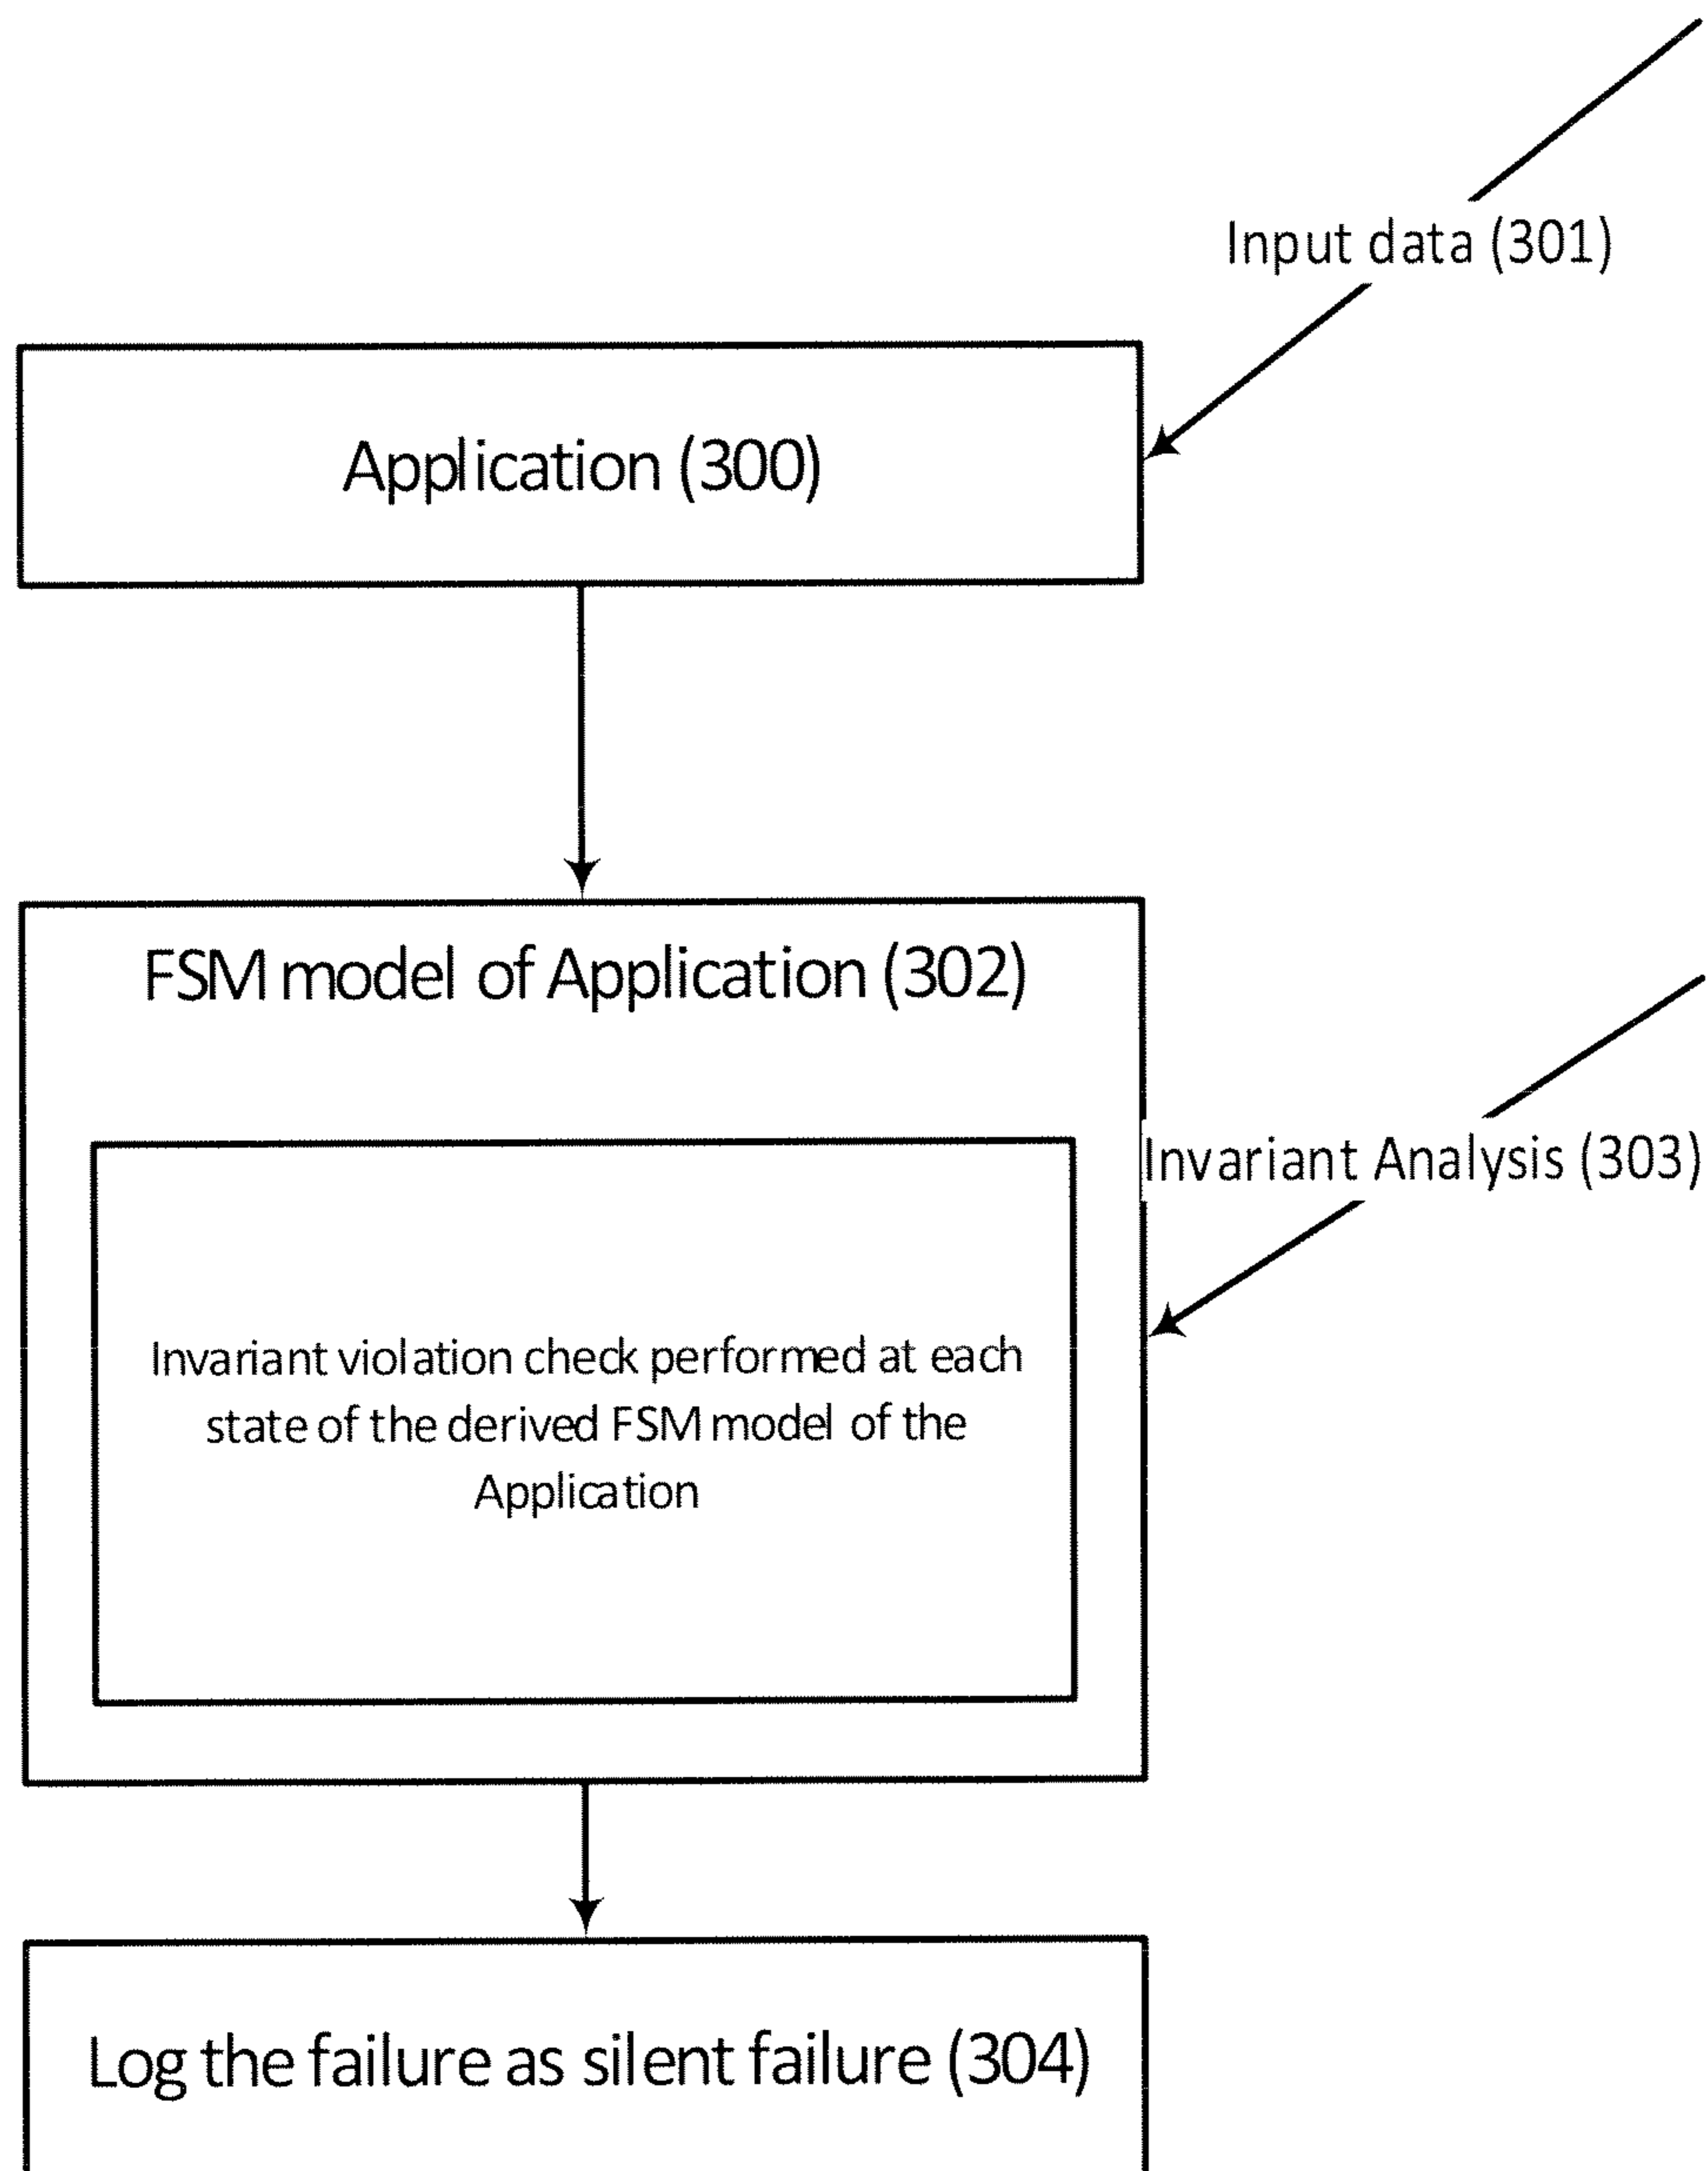 Input data (301)
Application (300)
FSM model of Application (302)
Invariant Analysis (303)
Invariant violation check performed at each
state of the derived FSM model of the
Application
Log the failure as silent failure (304)